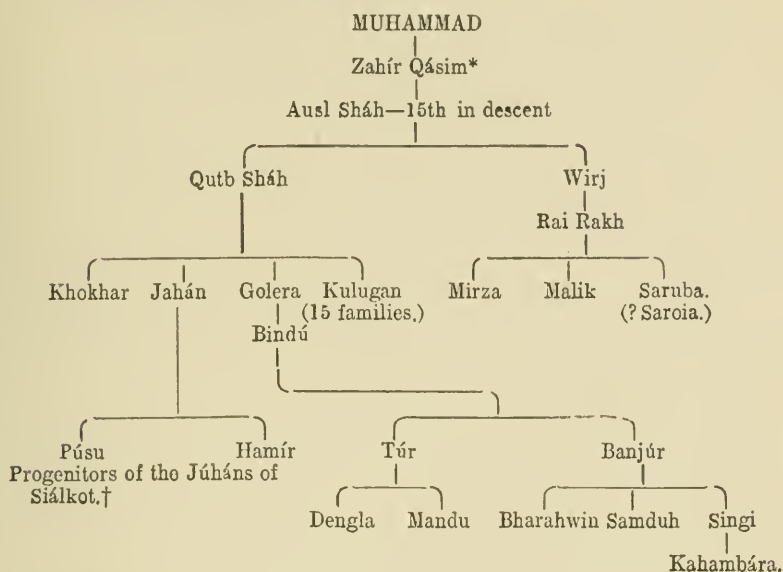 MUHAMMAD
Zahír Qásim*
Ausl Sháh—15th in descent
Qutb Sháh Wirj
Rai Rakh
Khokhar Jahán Golera Kulugan Mirza Malik Saruba.
(15 families.) (? Saroia.)
Bindú
Púsu Hamír Túr Banjúr
Progenitors of the Júháns of
Siálkot.†
Dengla Mandu Bharahwin Samduh Singi
Kahambára.